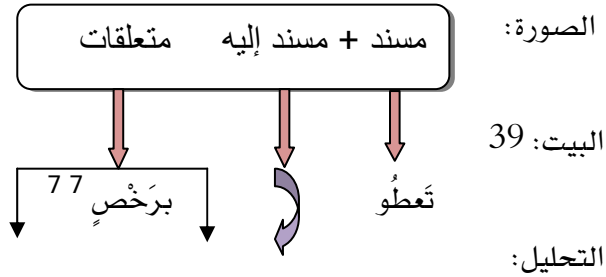 الصورة:
مسند + مسند إليه متعلقات
البيت: 39
تَعطُو برَخْصٍ 77
التحليل: